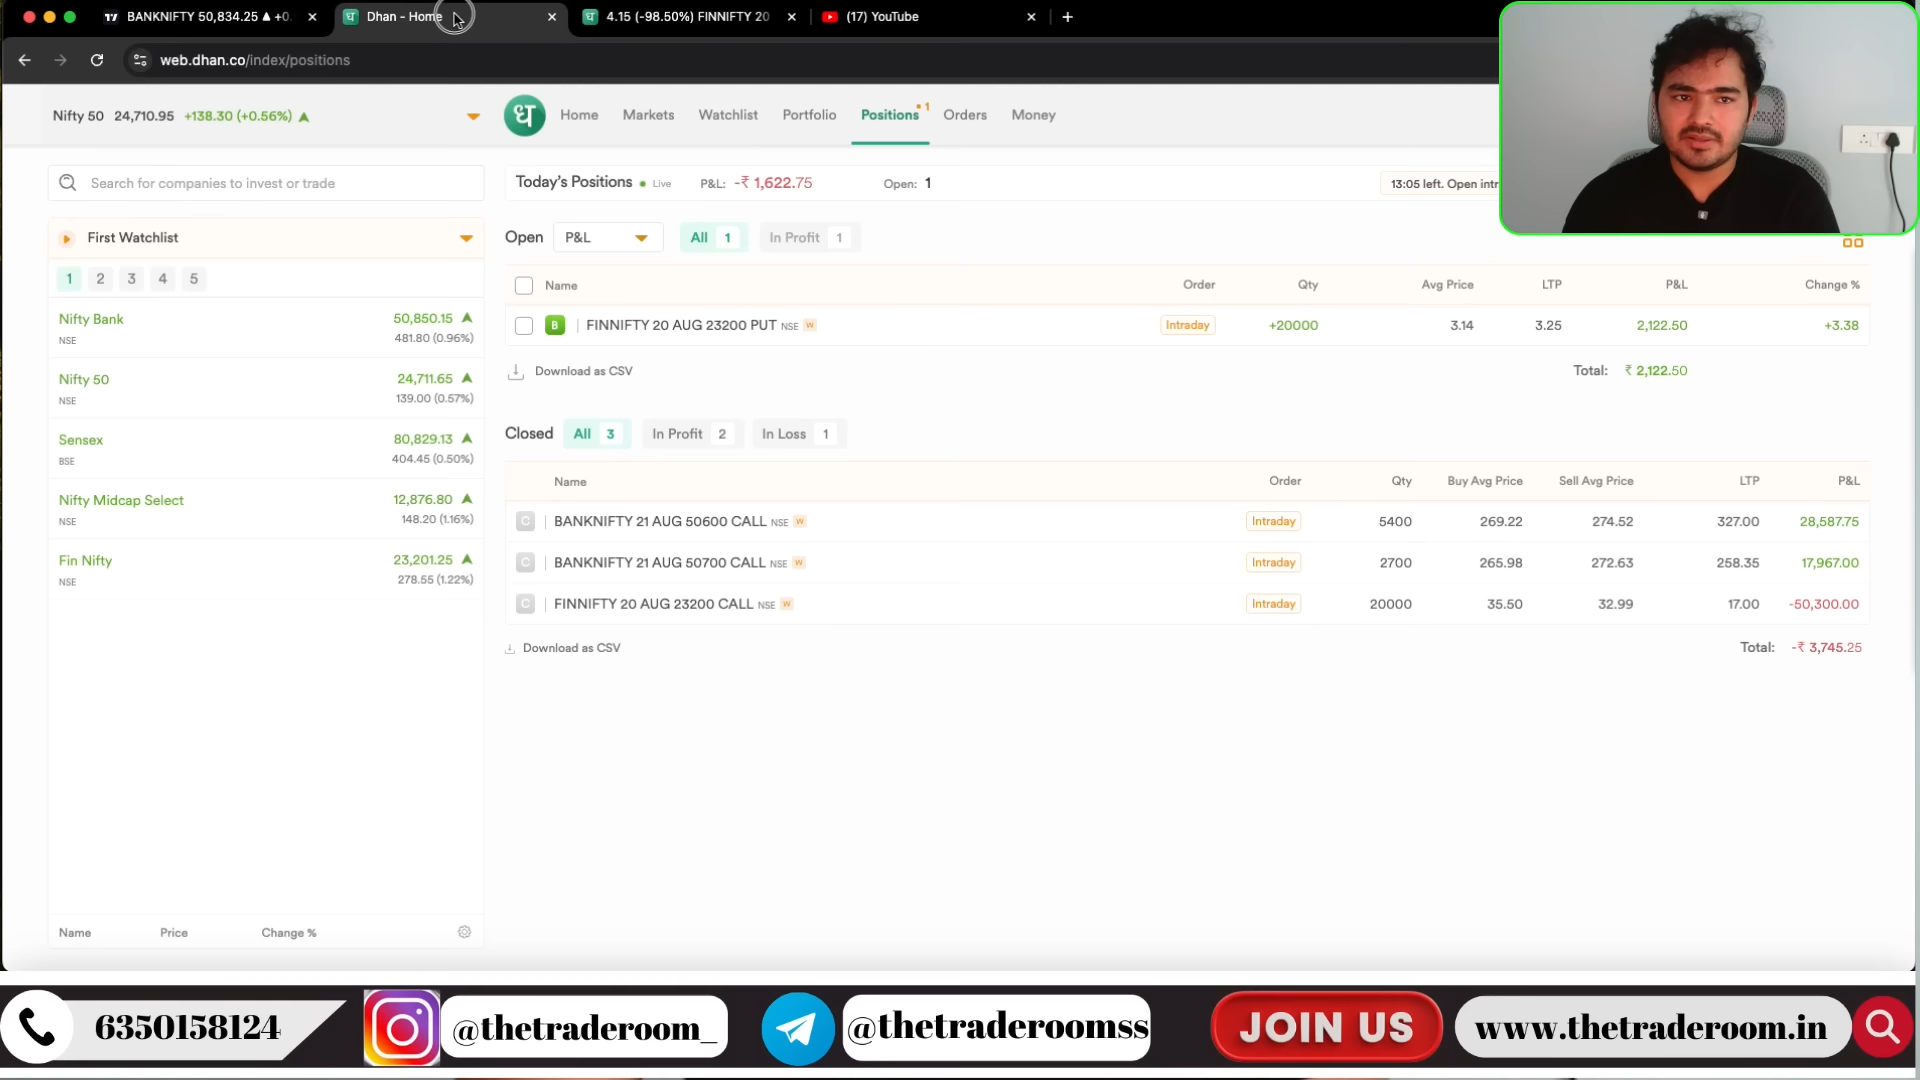 BANKNIFTY 50,834.25 ▲ +0.
Dhan - Home
4.15 (-98.50%) FINNIFTY 20
(17) YouTube
web.dhan.co/index/positions
Nifty 50 24,710.95 +138.30 (+0.56%) ▲
ध
Home Markets Watchlist Portfolio Positions 1 Orders Money
Search for companies to invest or trade
Today's Positions Live P&L: -₹ 1,622.75 Open: 1
13:05 left. Open intr
First Watchlist
1 2 3 4 5
Nifty Bank 50,850.15
NSE 481.80 (0.96%)
Nifty 50 24,711.65
NSE 139.00 (0.57%)
Sensex 80,829.13
BSE 404.45 (0.50%)
Nifty Midcap Select 12,876.80
NSE 148.20 (1.16%)
Fin Nifty 23,201.25
NSE 278.55 (1.22%)
Name Price Change %
Open P&L All 1 In Profit 1
Name Order Qty Avg Price LTP P&L Change %
B FINNIFTY 20 AUG 23200 PUT NSE W Intraday +20000 3.14 3.25 2,122.50 +3.38
Download as CSV Total: ₹ 2,122.50
Closed All 3 In Profit 2 In Loss 1
Name Order Qty Buy Avg Price Sell Avg Price LTP P&L
C BANKNIFTY 21 AUG 50600 CALL NSE W Intraday 5400 269.22 274.52 327.00 28,587.75
C BANKNIFTY 21 AUG 50700 CALL NSE W Intraday 2700 265.98 272.63 258.35 17,967.00
C FINNIFTY 20 AUG 23200 CALL NSE W Intraday 20000 35.50 32.99 17.00 -50,300.00
Download as CSV Total: -₹ 3,745.25
6350158124
@thetraderoom_
@thetraderoomss
JOIN US
www.thetraderoom.in